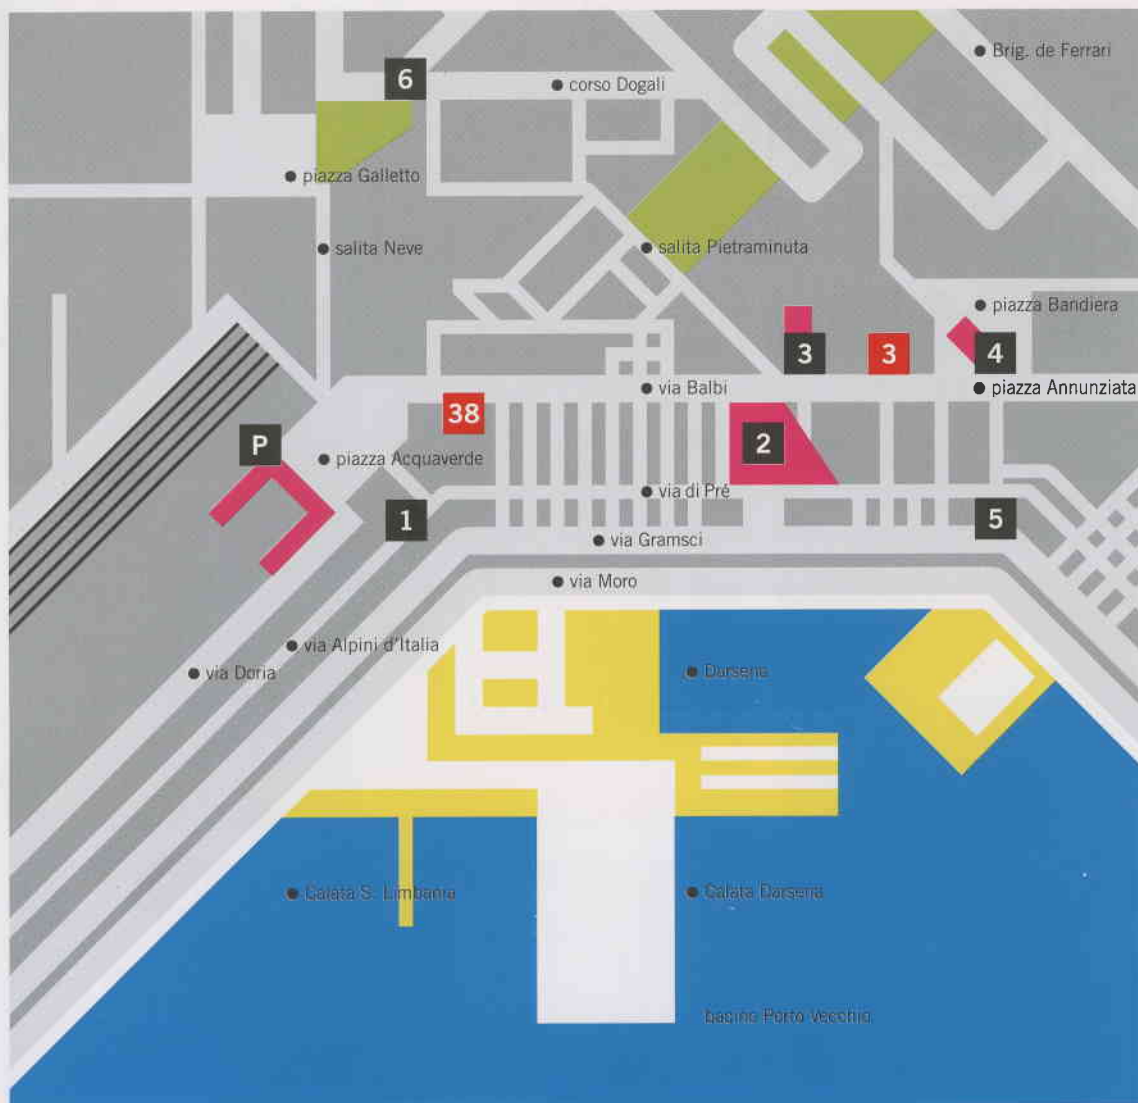 Brig. de Ferrari
6
corso Dogali
piazza Galletto
salita Neve
salita Pietraminuta
piazza Bandiera
3
3
4
via Balbi
piazza Annunziata
38
P
2
piazza Acquaverde
via di Pré
1
5
via Gramsci
via Moro
via Alpini d'Italia
via Doria
Darsena
Calata S. Limbania
Calata Darsena
bacino Porto Vecchio